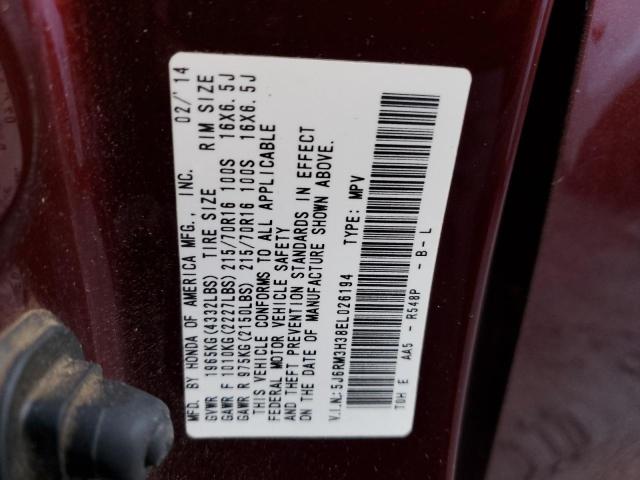 MFD. BY HONDA OF AMERICA MFG., INC. 02/'14
GVWR 1965KG(4332LBS) TIRE SIZE RIM SIZE
GAWR F 1010KG(2227LBS) 215/70R16 100S 16X6.5J
GAWR R 975KG(2150LBS) 215/70R16 100S 16X6.5J
THIS VEHICLE CONFORMS TO ALL APPLICABLE
FEDERAL MOTOR VEHICLE SAFETY
AND THEFT PREVENTION STANDARDS IN EFFECT
ON THE DATE OF MANUFACTURE SHOWN ABOVE.
V.I.N.:5J6RM3H38EL026194 TYPE: MPV
TOH E AA5 - R548P - B - L